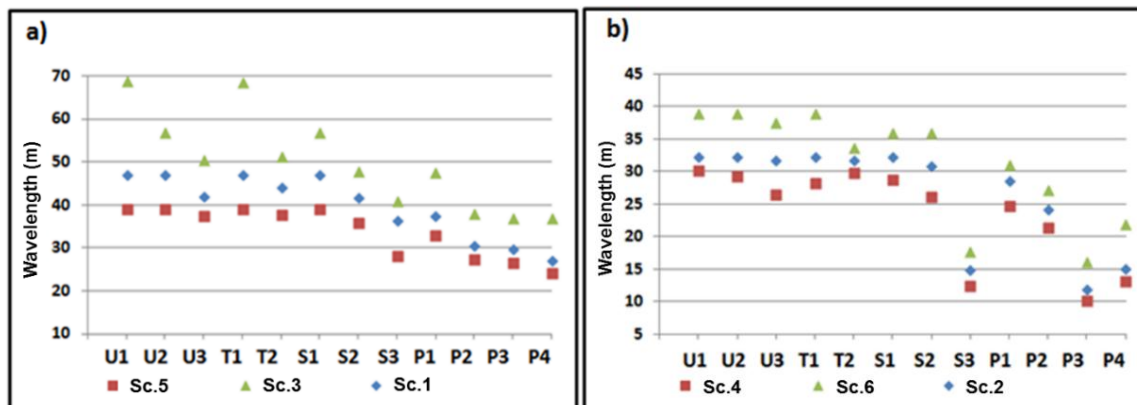 a)
Wavelength (m)
70
60
50
40
30
20
10
U1 U2 U3 T1 T2 S1 S2 S3 P1 P2 P3 P4
Sc.5 Sc.3 Sc.1
b)
Wavelength (m)
45
40
35
30
25
20
15
10
5
U1 U2 U3 T1 T2 S1 S2 S3 P1 P2 P3 P4
Sc.4 Sc.6 Sc.2